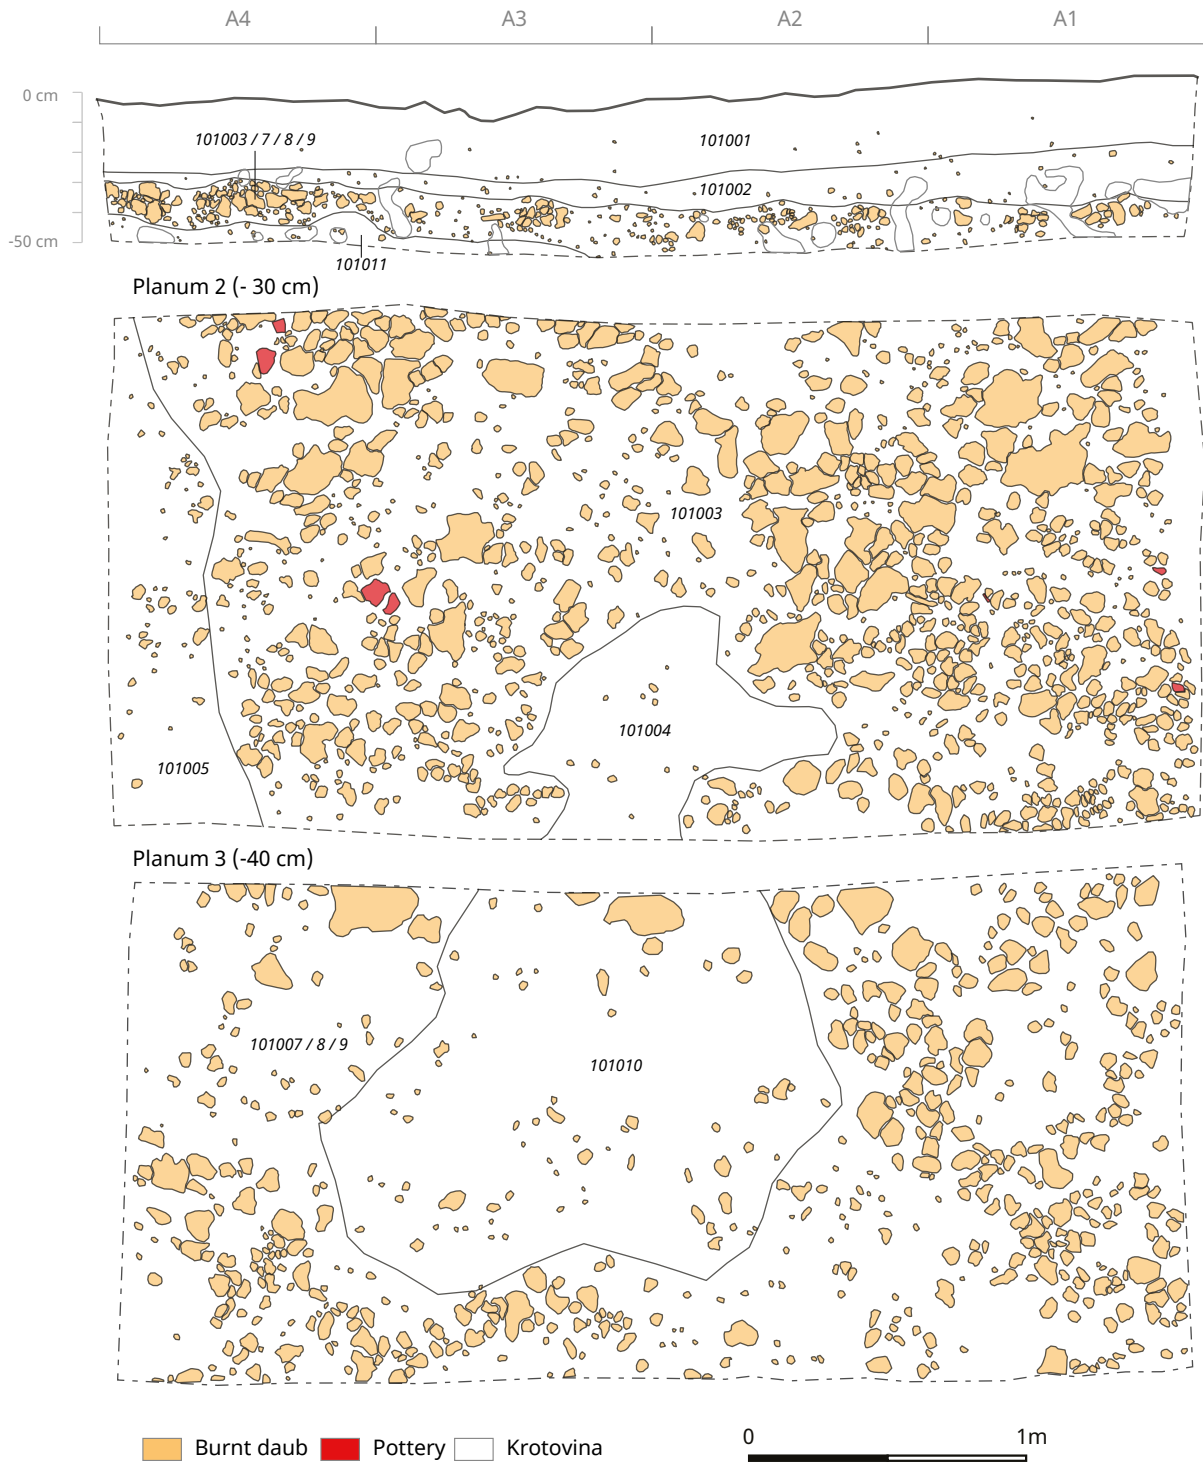 A4 A3 A2 A1
0 cm
101003 / 7 / 8 / 9
101001
101002
-50 cm
101011
Planum 2 (- 30 cm)
101003
101004
101005
Planum 3 (-40 cm)
101007 / 8 / 9
101010
Burnt daub Pottery Krotovina
0 1m